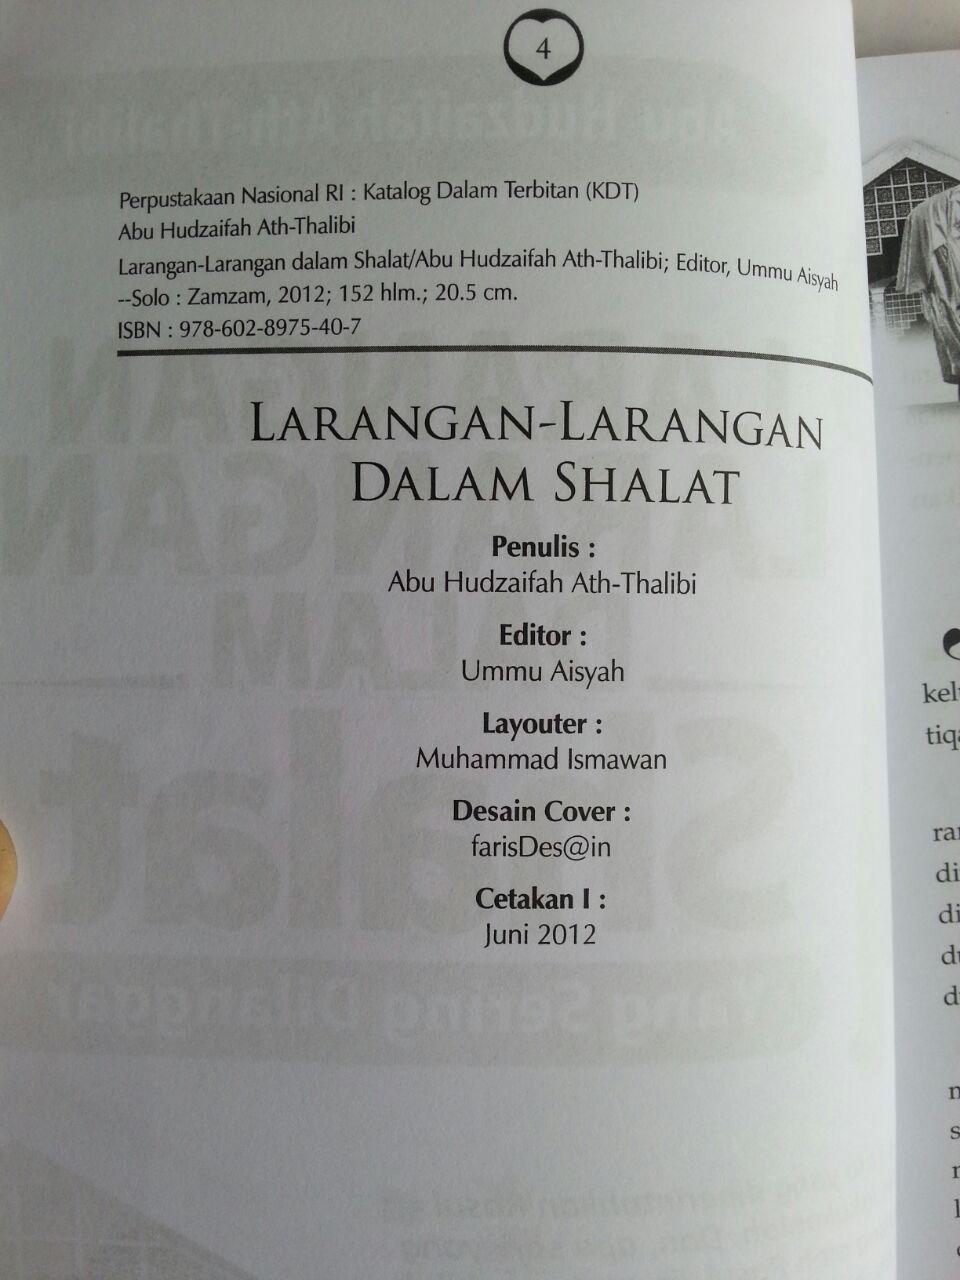 4
Perpustakaan Nasional RI : Katalog Dalam Terbitan (KDT)
Abu Hudzaifah Ath-Thalibi
Larangan-Larangan dalam Shalat/Abu Hudzaifah Ath-Thalibi; Editor, Ummu Aisyah
--Solo : Zamzam, 2012; 152 hlm.; 20.5 cm.
ISBN : 978-602-8975-40-7
LARANGAN-LARANGAN
DALAM SHALAT
Penulis :
Abu Hudzaifah Ath-Thalibi
Editor :
Ummu Aisyah
Layouter :
Muhammad Ismawan
Desain Cover :
farisDes@in
Cetakan I :
Juni 2012